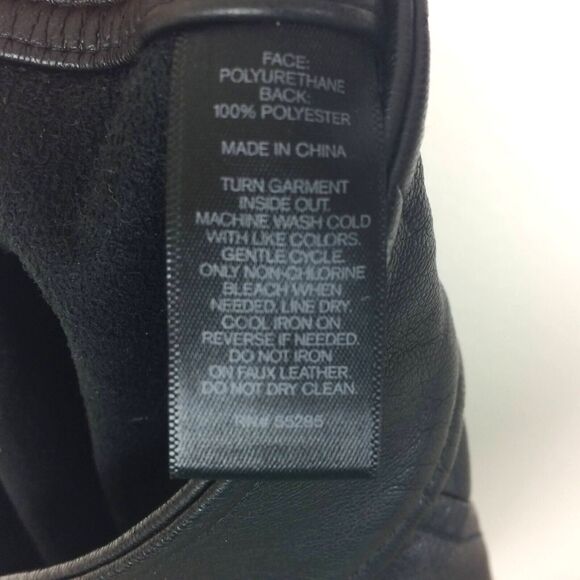 FACE:
POLYURETHANE
BACK:
100% POLYESTER
MADE IN CHINA
TURN GARMENT
INSIDE OUT.
MACHINE WASH COLD
WITH LIKE COLORS.
GENTLE CYCLE.
ONLY NON-CHLORINE
BLEACH WHEN
NEEDED. LINE DRY.
COOL IRON ON
REVERSE IF NEEDED.
DO NOT IRON
ON FAUX LEATHER.
DO NOT DRY CLEAN.
RN# 55285